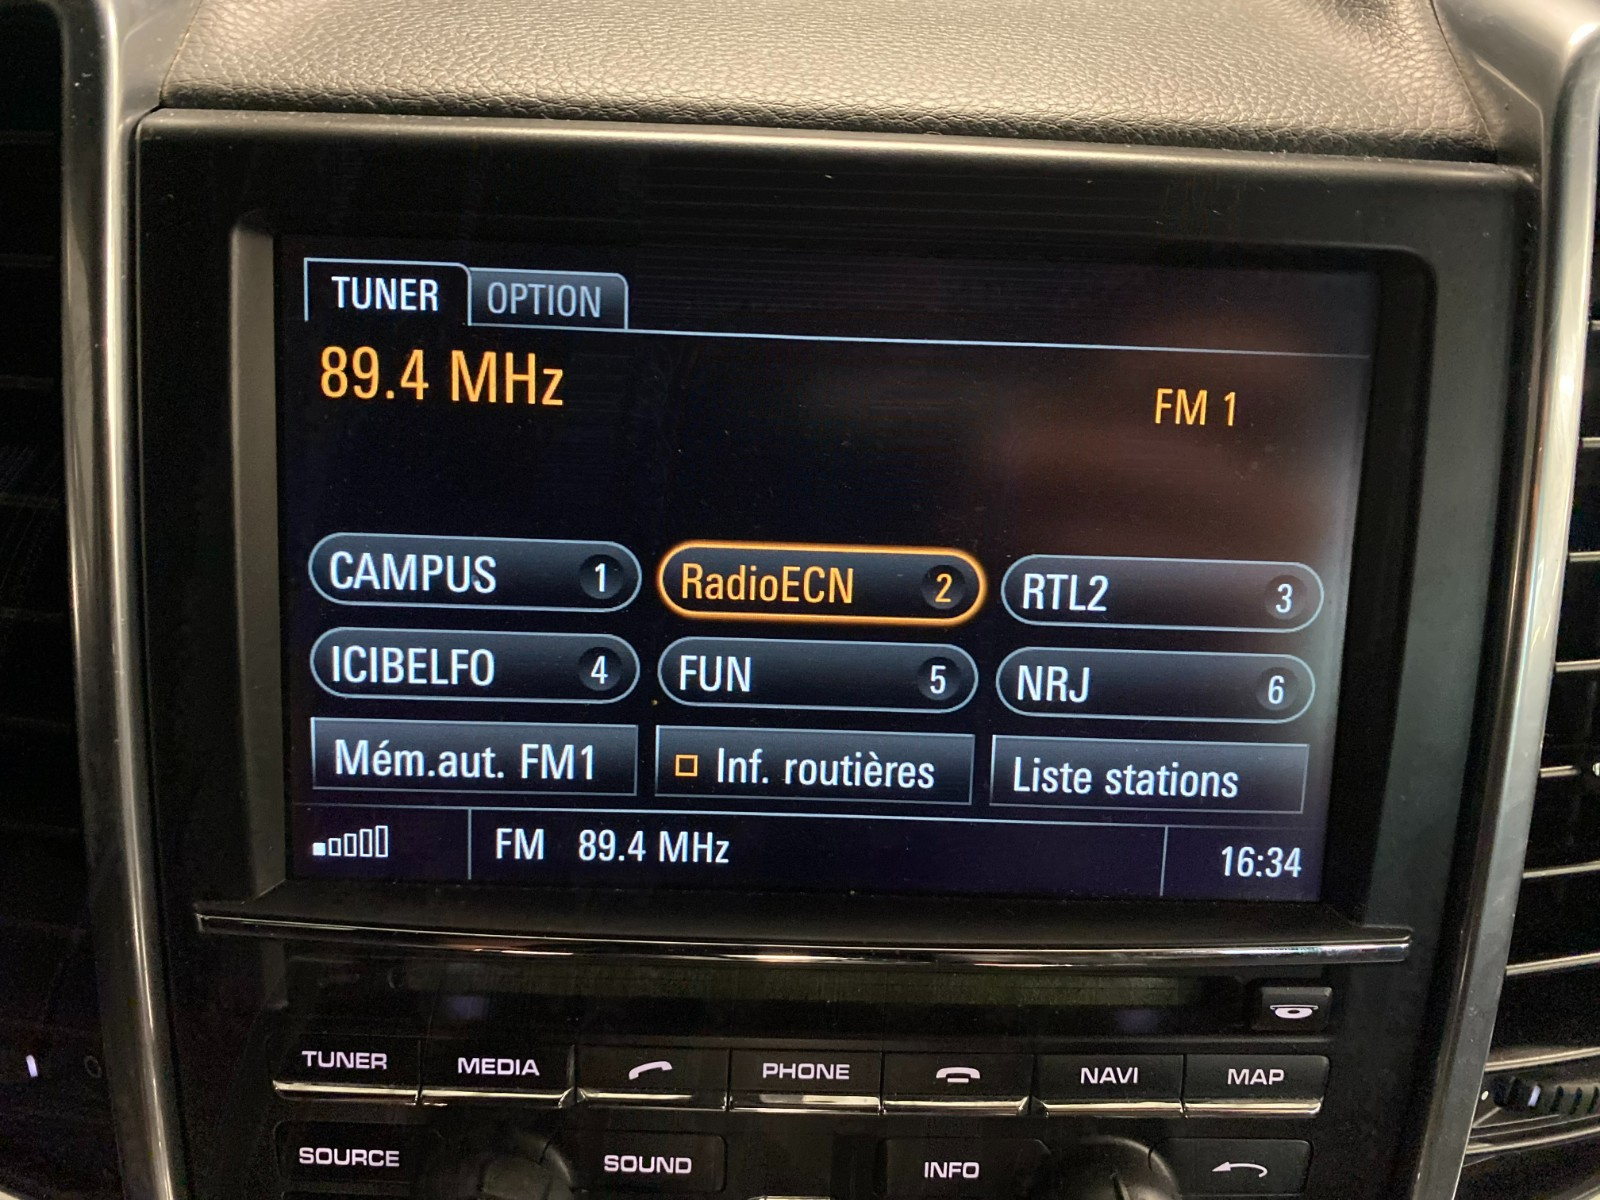 TUNER OPTION
89.4 MHz FM 1
CAMPUS 1 RadioECN 2 RTL2 3
ICIBELFO 4 FUN 5 NRJ 6
Mém.aut. FM1 Inf. routières Liste stations
FM 89.4 MHz 16:34
TUNER MEDIA PHONE NAVI MAP
SOURCE SOUND INFO